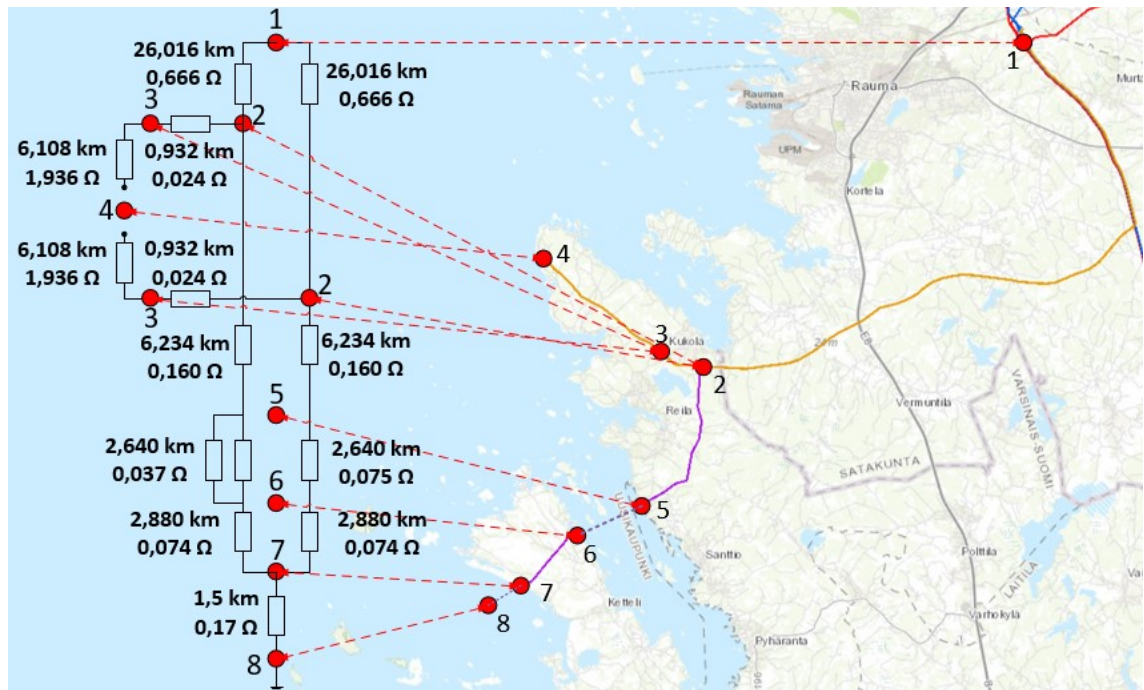 1
26,016 km
0,666 Ω
26,016 km
0,666 Ω
3
2
6,108 km
1,936 Ω
0,932 km
0,024 Ω
4
6,108 km
1,936 Ω
0,932 km
0,024 Ω
3
2
6,234 km
0,160 Ω
6,234 km
0,160 Ω
5
2,640 km
0,037 Ω
2,640 km
0,075 Ω
6
2,880 km
0,074 Ω
2,880 km
0,074 Ω
7
1,5 km
0,17 Ω
8
1
Rauma
Rauman
Satama
UPM
Kortela
4
3
Kukola
2
24 m
E8
Reila
Vermuntila
VARSINAIS-SUOMI
SATAKUNTA
5
UUSIKAUPUNKI
6
Santtio
Polttila
LAITILA
7
Ketteli
8
Varhokylä
Pyhäranta